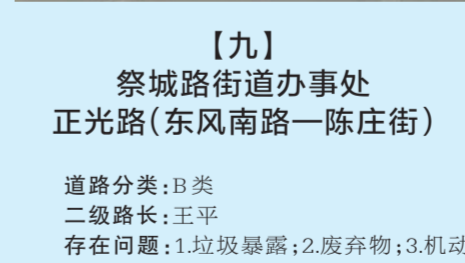 【九】
祭城路街道办事处
正光路(东风南路—陈庄街)
道路分类:B类
二级路长:王平
存在问题:1.垃圾暴露;2.废弃物;3.机动